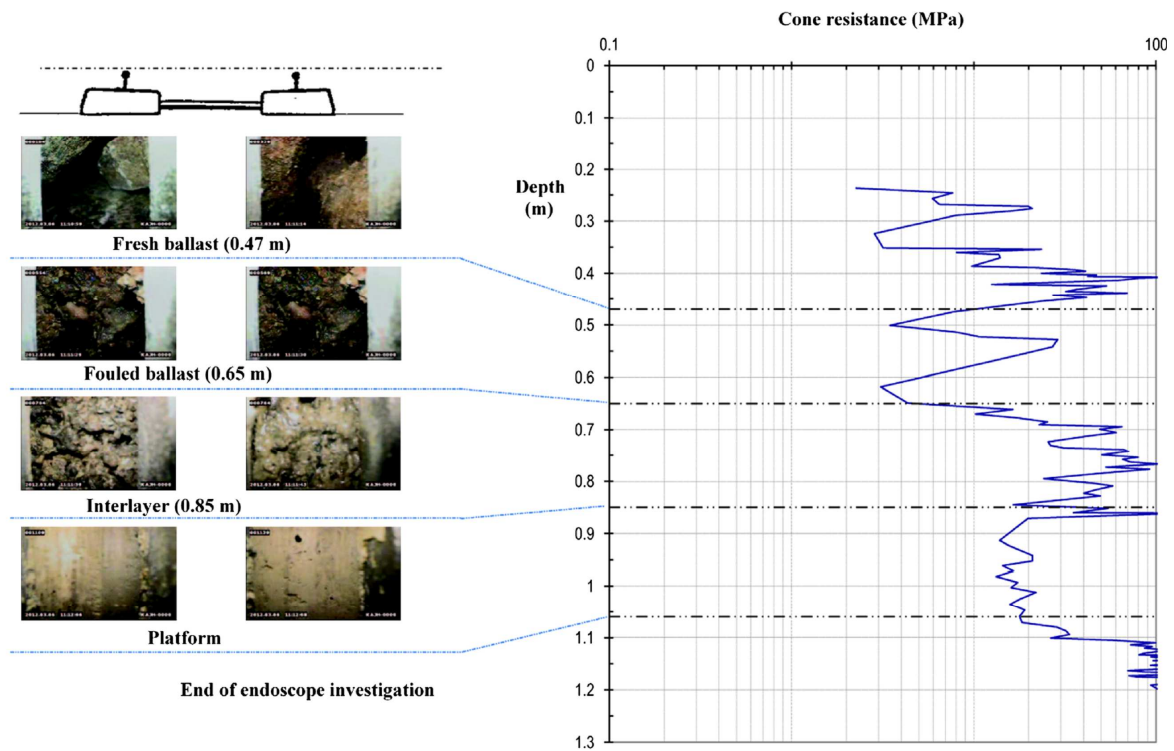 Cone resistance (MPa)
0.1 100
0
0.1
0.2
Depth
(m)
0.3
0.4
0.5
0.6
0.7
0.8
0.9
1
1.1
1.2
1.3
Fresh ballast (0.47 m)
Fouled ballast (0.65 m)
Interlayer (0.85 m)
Platform
End of endoscope investigation